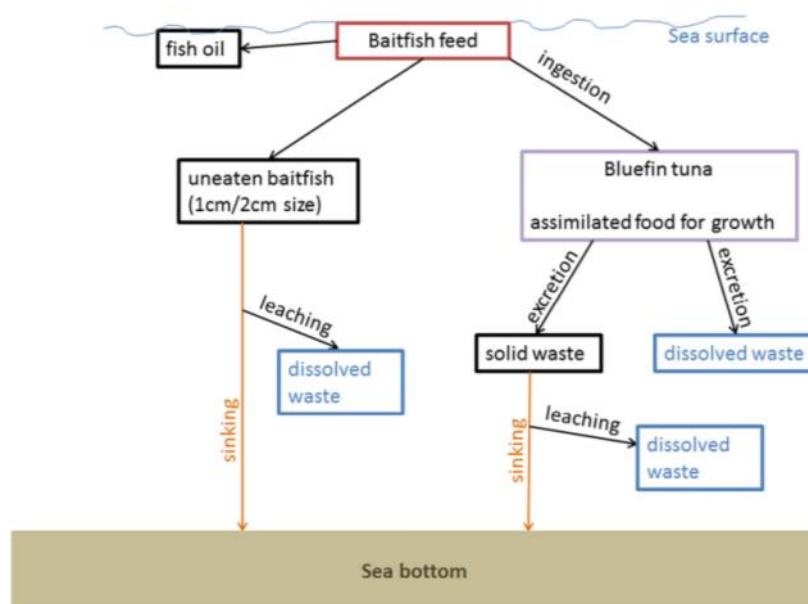 Sea surface
Baitfish feed
fish oil
ingestion
uneaten baitfish
(1cm/2cm size)
Bluefin tuna
assimilated food for growth
excretion
excretion
leaching
solid waste
dissolved waste
dissolved
waste
sinking
sinking
leaching
dissolved
waste
Sea bottom